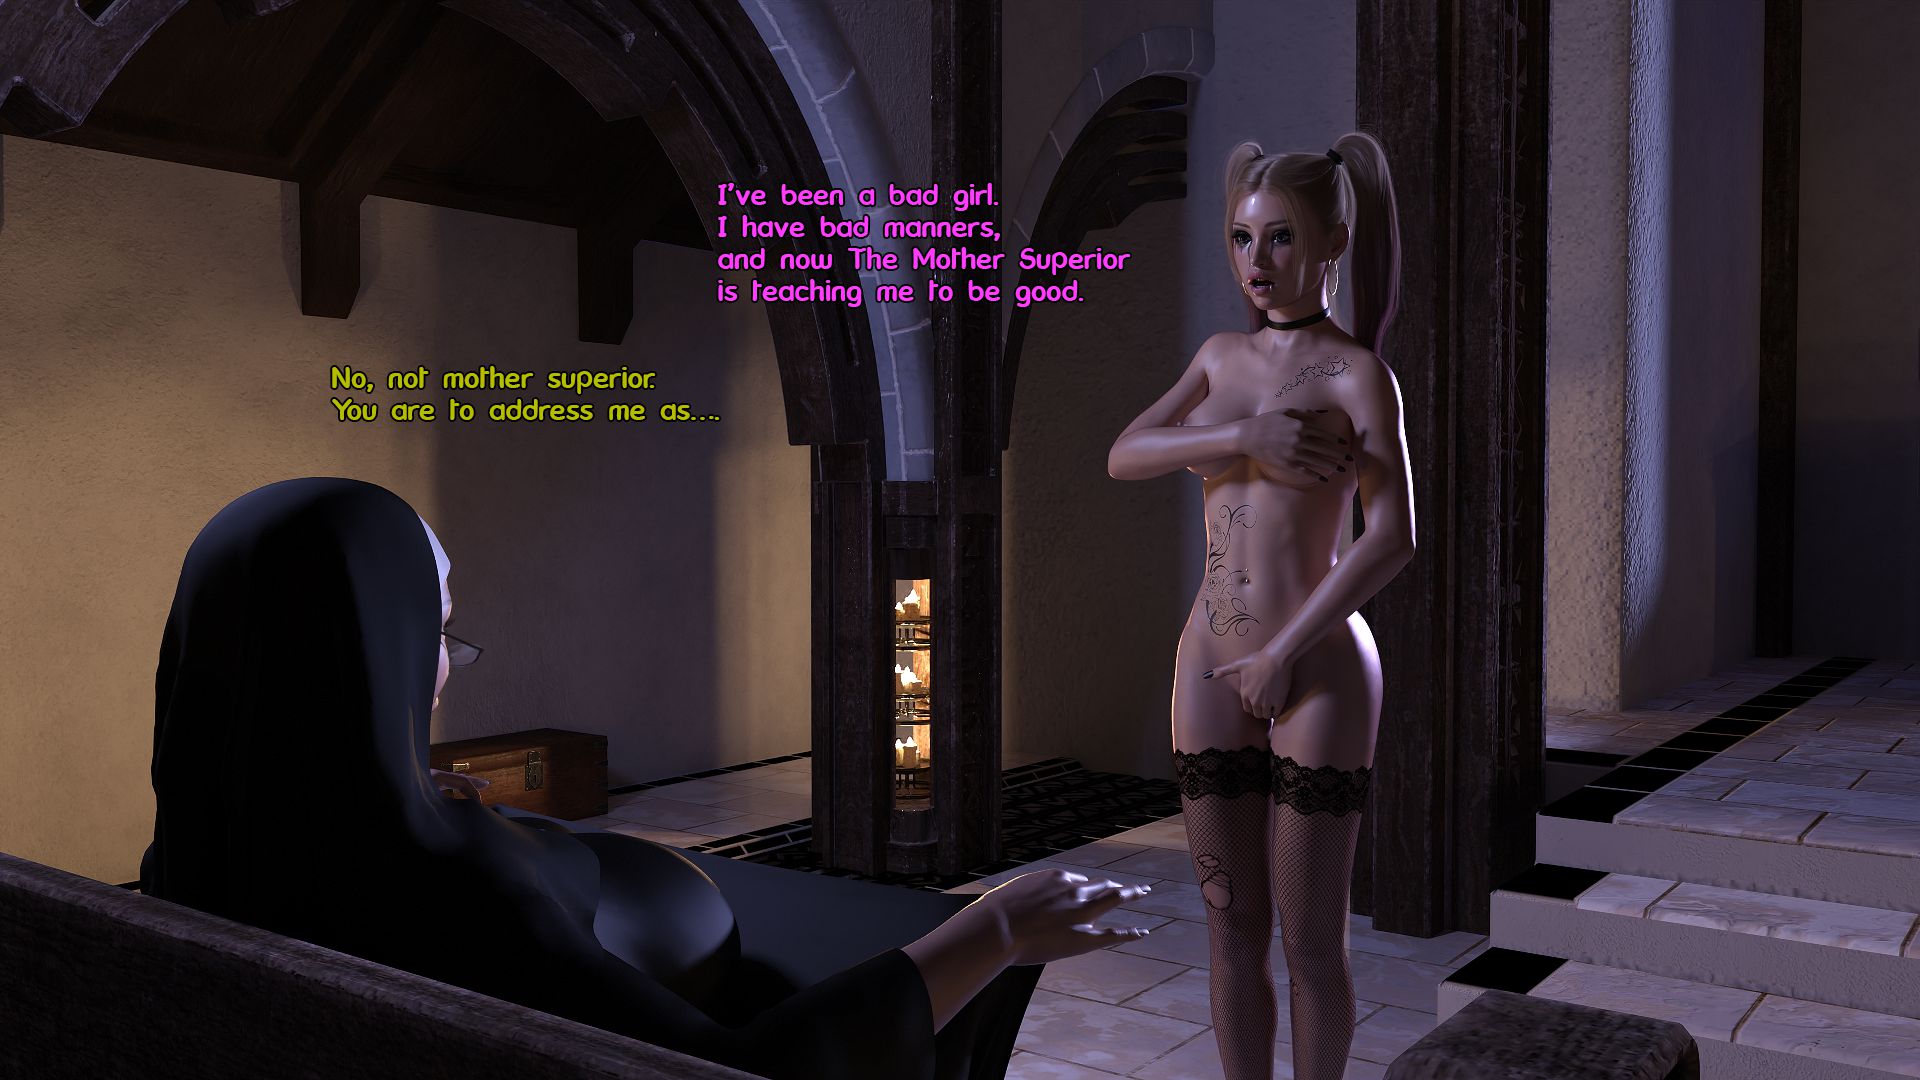 I've been a bad girl.
I have bad manners,
and now The Mother Superior
is teaching me to be good.
No, not mother superior.
You are to address me as....